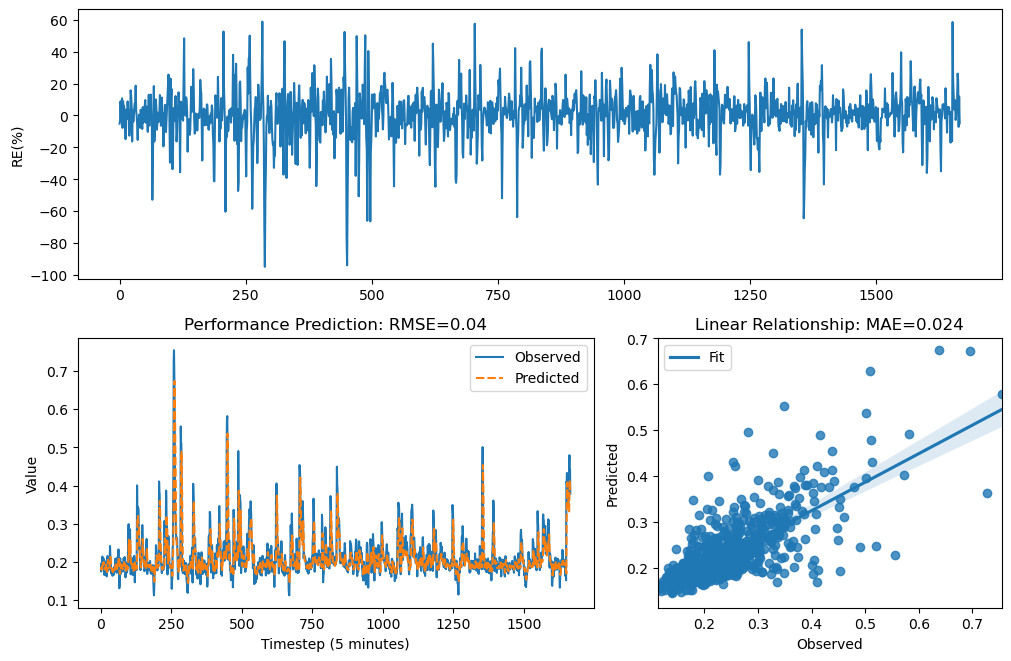 60
40
20
0
−20
−40
−60
−80
−100
RE(%)
0 250 500 750 1000 1250 1500
Performance Prediction: RMSE=0.04
Observed
Predicted
0.7
0.6
0.5
0.4
0.3
0.2
0.1
Value
0 250 500 750 1000 1250 1500
Timestep (5 minutes)
Linear Relationship: MAE=0.024
Fit
0.7
0.6
0.5
0.4
0.3
0.2
Predicted
0.2 0.3 0.4 0.5 0.6 0.7
Observed